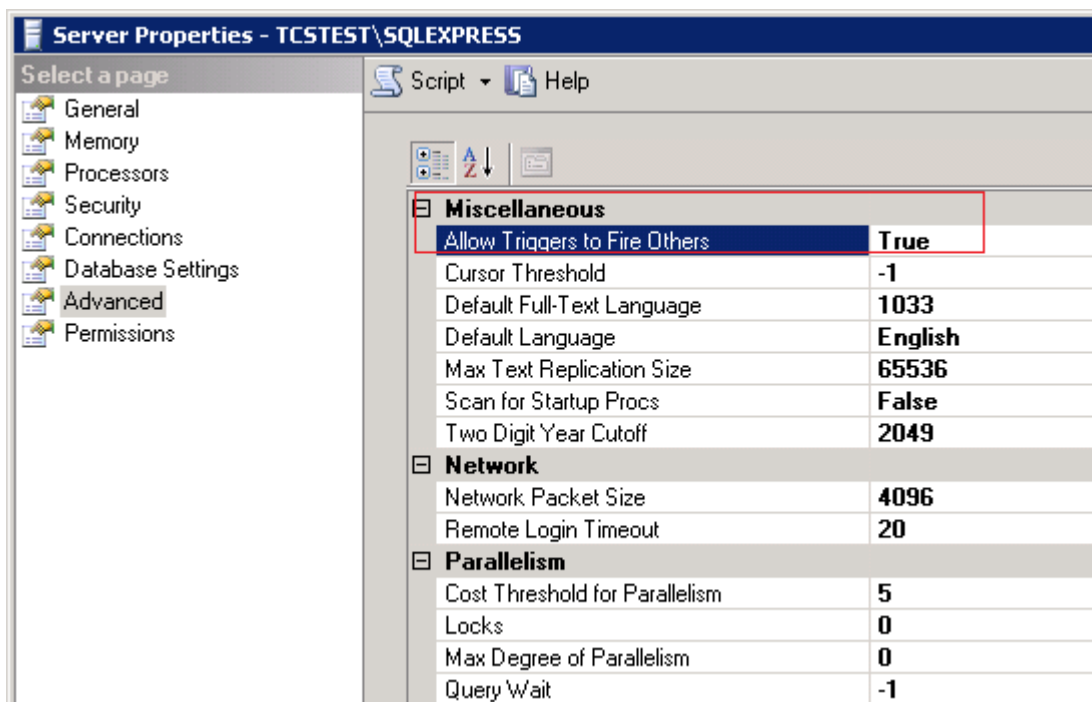 Server Properties - TCSTEST\SQLEXPRESS
Select a page
General
Memory
Processors
Security
Connections
Database Settings
Advanced
Permissions
Script Help
Miscellaneous
Allow Triggers to Fire Others True
Cursor Threshold -1
Default Full-Text Language 1033
Default Language English
Max Text Replication Size 65536
Scan for Startup Procs False
Two Digit Year Cutoff 2049
Network
Network Packet Size 4096
Remote Login Timeout 20
Parallelism
Cost Threshold for Parallelism 5
Locks 0
Max Degree of Parallelism 0
Query Wait -1